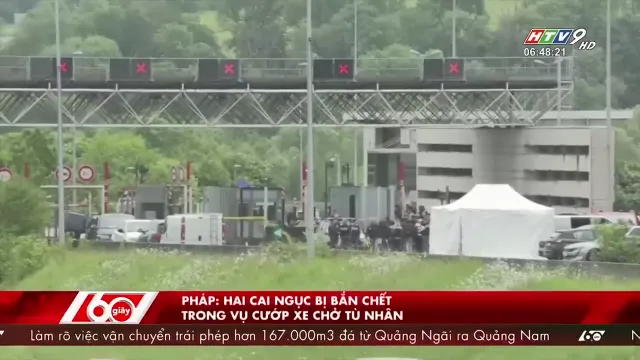 HTV9 HD
06:48:21
60 giây
PHÁP: HAI CAI NGỤC BỊ BẮN CHẾT
TRONG VỤ CƯỚP XE CHỞ TÙ NHÂN
Làm rõ việc vận chuyển trái phép hơn 167.000m3 đá từ Quảng Ngãi ra Quảng Nam
60 giây